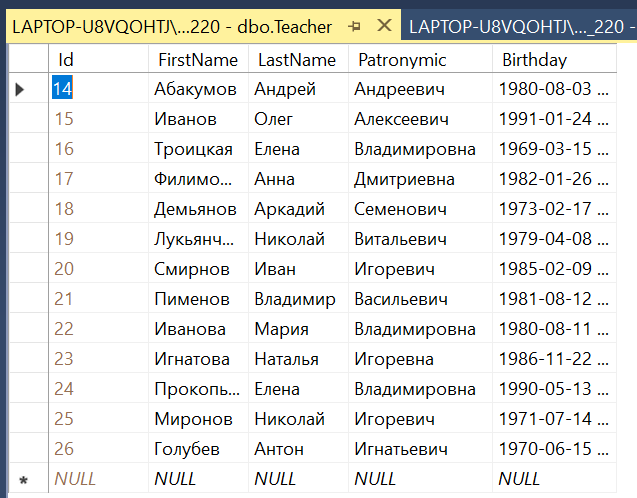 LAPTOP-U8VQOHTJ\...220 - dbo.Teacher LAPTOP-U8VQOHTJ\..._220 - d
Id FirstName LastName Patronymic Birthday
14 Абакумов Андрей Андреевич 1980-08-03 ...
15 Иванов Олег Алексеевич 1991-01-24 ...
16 Троицкая Елена Владимировна 1969-03-15 ...
17 Филимо... Анна Дмитриевна 1982-01-26 ...
18 Демьянов Аркадий Семенович 1973-02-17 ...
19 Лукьянч... Николай Витальевич 1979-04-08 ...
20 Смирнов Иван Игоревич 1985-02-09 ...
21 Пименов Владимир Васильевич 1981-08-12 ...
22 Иванова Мария Владимировна 1980-08-11 ...
23 Игнатова Наталья Игоревна 1986-11-22 ...
24 Прокопь... Елена Владимировна 1990-05-13 ...
25 Миронов Николай Игоревич 1971-07-14 ...
26 Голубев Антон Игнатьевич 1970-06-15 ...
NULL NULL NULL NULL NULL